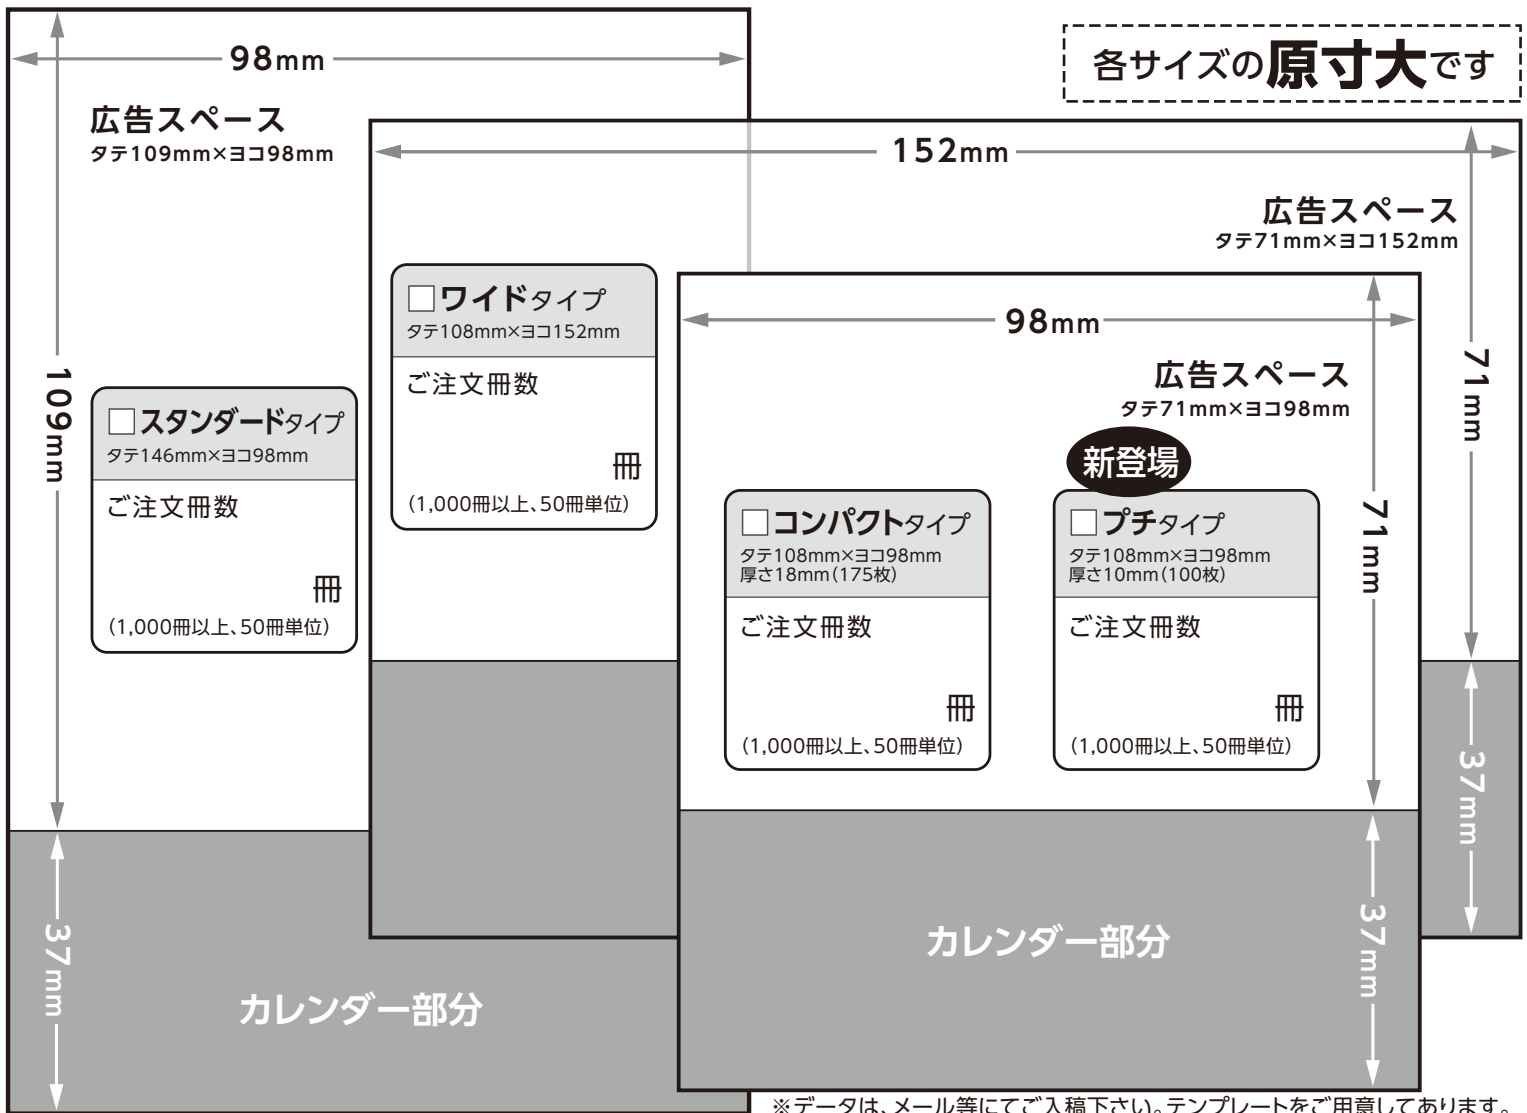 各サイズの原寸大です
98mm
広告スペース
タテ109mm×ヨコ98mm
109mm
□スタンダードタイプ
タテ146mm×ヨコ98mm
ご注文冊数
冊
(1,000冊以上、50冊単位)
37mm
カレンダー部分
152mm
広告スペース
タテ71mm×ヨコ152mm
71mm
□ワイドタイプ
タテ108mm×ヨコ152mm
ご注文冊数
冊
(1,000冊以上、50冊単位)
37mm
98mm
広告スペース
タテ71mm×ヨコ98mm
71mm
□コンパクトタイプ
タテ108mm×ヨコ98mm
厚さ18mm(175枚)
ご注文冊数
冊
(1,000冊以上、50冊単位)
新登場
□プチタイプ
タテ108mm×ヨコ98mm
厚さ10mm(100枚)
ご注文冊数
冊
(1,000冊以上、50冊単位)
37mm
カレンダー部分
※データは、メール等にてご入稿下さい。テンプレートをご用意してあります。